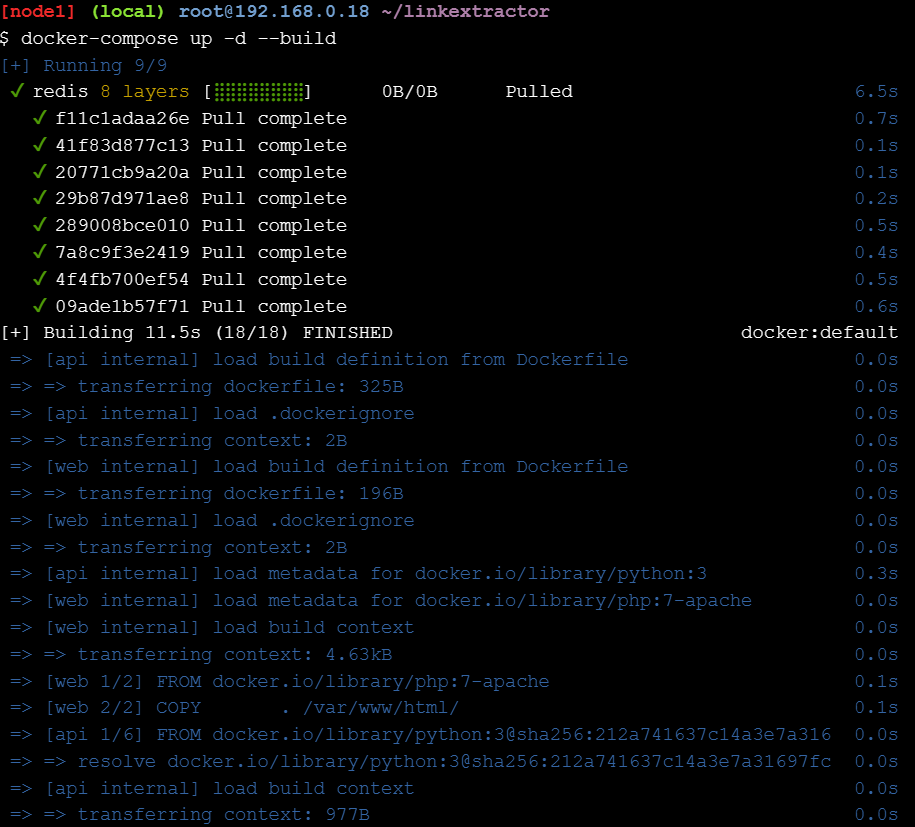 [node1] (local) root@192.168.0.18 ~/linkextractor
$ docker-compose up -d --build
[+] Running 9/9
✓ redis 8 layers [⣿⣿⣿⣿⣿⣿⣿⣿] 0B/0B Pulled 6.5s
✓ f11c1adaa26e Pull complete 0.7s
✓ 41f83d877c13 Pull complete 0.1s
✓ 20771cb9a20a Pull complete 0.1s
✓ 29b87d971ae8 Pull complete 0.2s
✓ 289008bce010 Pull complete 0.5s
✓ 7a8c9f3e2419 Pull complete 0.4s
✓ 4f4fb700ef54 Pull complete 0.5s
✓ 09ade1b57f71 Pull complete 0.6s
[+] Building 11.5s (18/18) FINISHED docker:default
=> [api internal] load build definition from Dockerfile 0.0s
=> => transferring dockerfile: 325B 0.0s
=> [api internal] load .dockerignore 0.0s
=> => transferring context: 2B 0.0s
=> [web internal] load build definition from Dockerfile 0.0s
=> => transferring dockerfile: 196B 0.0s
=> [web internal] load .dockerignore 0.0s
=> => transferring context: 2B 0.0s
=> [api internal] load metadata for docker.io/library/python:3 0.3s
=> [web internal] load metadata for docker.io/library/php:7-apache 0.0s
=> [web internal] load build context 0.0s
=> => transferring context: 4.63kB 0.0s
=> [web 1/2] FROM docker.io/library/php:7-apache 0.1s
=> [web 2/2] COPY . /var/www/html/ 0.1s
=> [api 1/6] FROM docker.io/library/python:3@sha256:212a741637c14a3e7a316 0.0s
=> => resolve docker.io/library/python:3@sha256:212a741637c14a3e7a31697fc 0.0s
=> [api internal] load build context 0.0s
=> => transferring context: 977B 0.0s